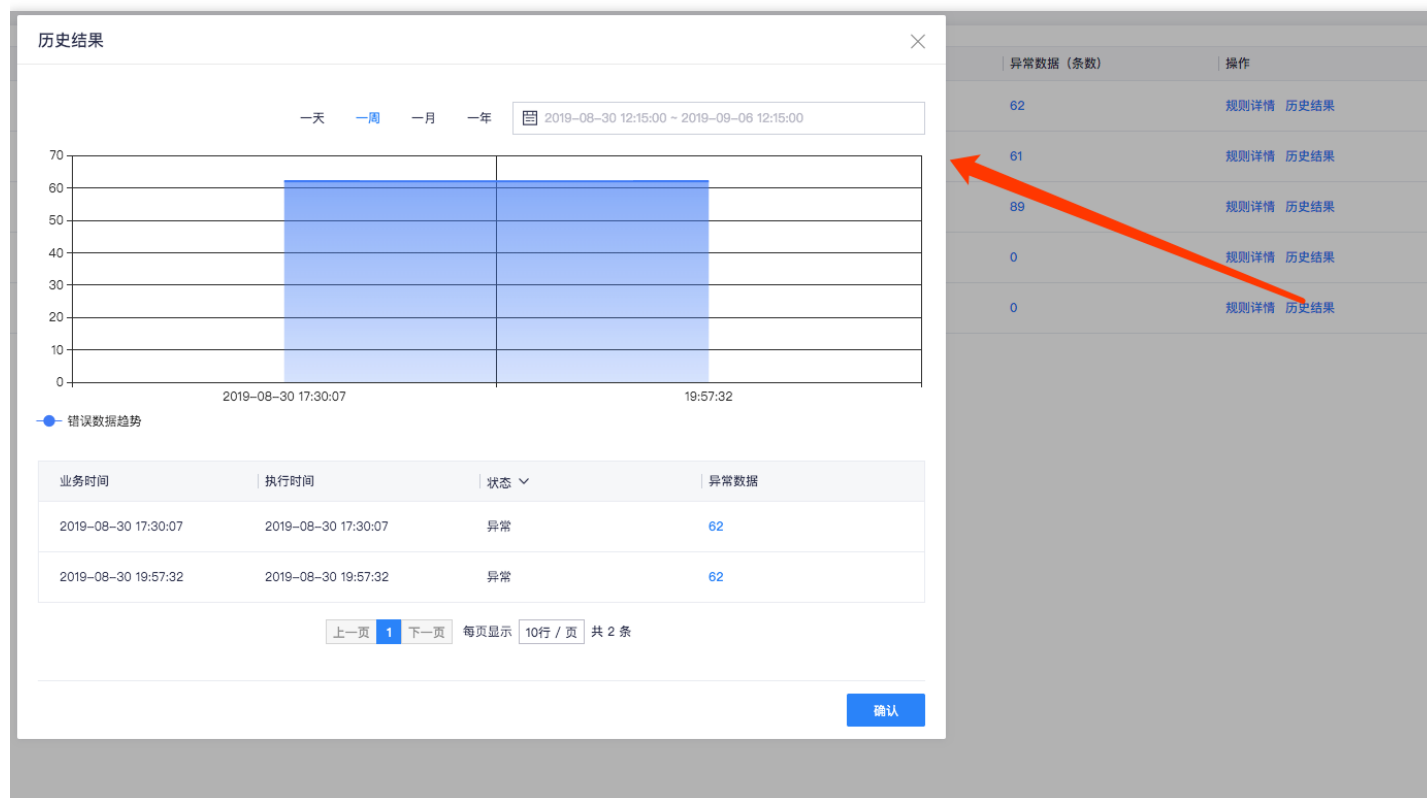 历史结果
一天 一周 一月 一年 2019-08-30 12:15:00 ~ 2019-09-06 12:15:00
70
60
50
40
30
20
10
0
2019-08-30 17:30:07 19:57:32
错误数据趋势
业务时间 执行时间 状态 异常数据
2019-08-30 17:30:07 2019-08-30 17:30:07 异常 62
2019-08-30 19:57:32 2019-08-30 19:57:32 异常 62
上一页 1 下一页 每页显示 10行 / 页 共 2 条
确认
异常数据（条数） 操作
62 规则详情 历史结果
61 规则详情 历史结果
89 规则详情 历史结果
0 规则详情 历史结果
0 规则详情 历史结果